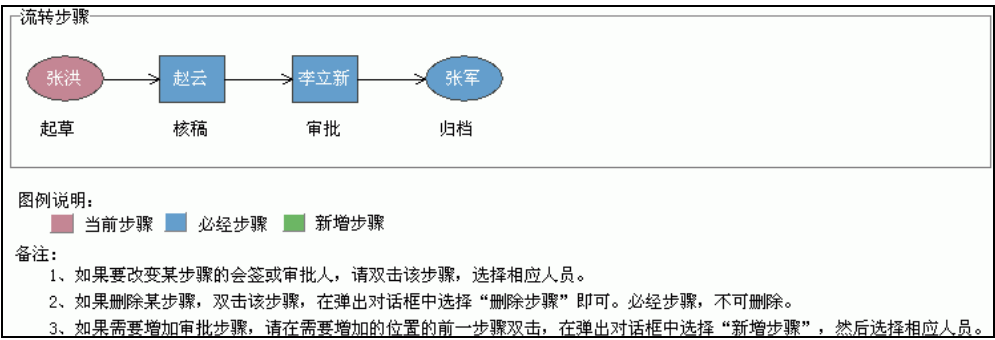 流转步骤
张洪 赵云 李立新 张军
起草 核稿 审批 归档
图例说明:
当前步骤 必经步骤 新增步骤
备注:
1、如果要改变某步骤的会签或审批人，请双击该步骤，选择相应人员。
2、如果删除某步骤，双击该步骤，在弹出对话框中选择“删除步骤”即可。必经步骤，不可删除。
3、如果需要增加审批步骤，请在需要增加的位置的前一步骤双击，在弹出对话框中选择“新增步骤”，然后选择相应人员。